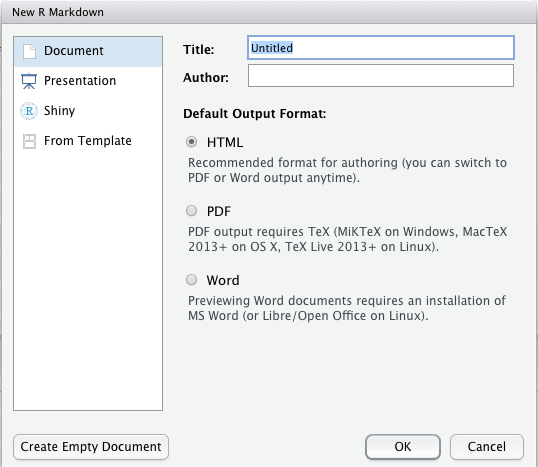 New R Markdown
Document
Presentation
R Shiny
From Template
Title: Untitled
Author:
Default Output Format:
HTML
Recommended format for authoring (you can switch to
PDF or Word output anytime).
PDF
PDF output requires TeX (MiKTeX on Windows, MacTeX
2013+ on OS X, TeX Live 2013+ on Linux).
Word
Previewing Word documents requires an installation of
MS Word (or Libre/Open Office on Linux).
Create Empty Document OK Cancel